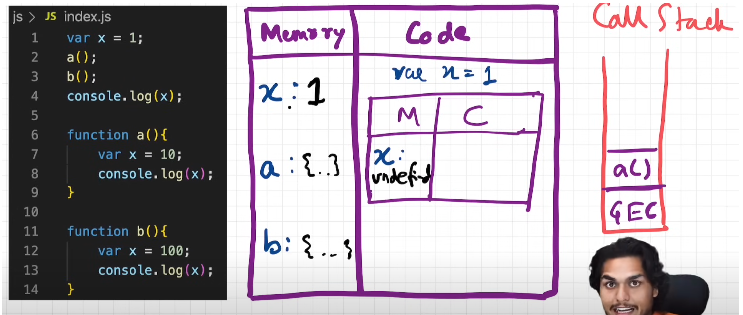 js > JS index.js
1 var x = 1;
2 a();
3 b();
4 console.log(x);
5
6 function a(){
7 var x = 10;
8 console.log(x);
9 }
10
11 function b(){
12 var x = 100;
13 console.log(x);
14 }
Memory Code
var x = 1
x : 1
M C
x :
undefind
a : {..}
b : {...}
Call Stack
a()
GEC